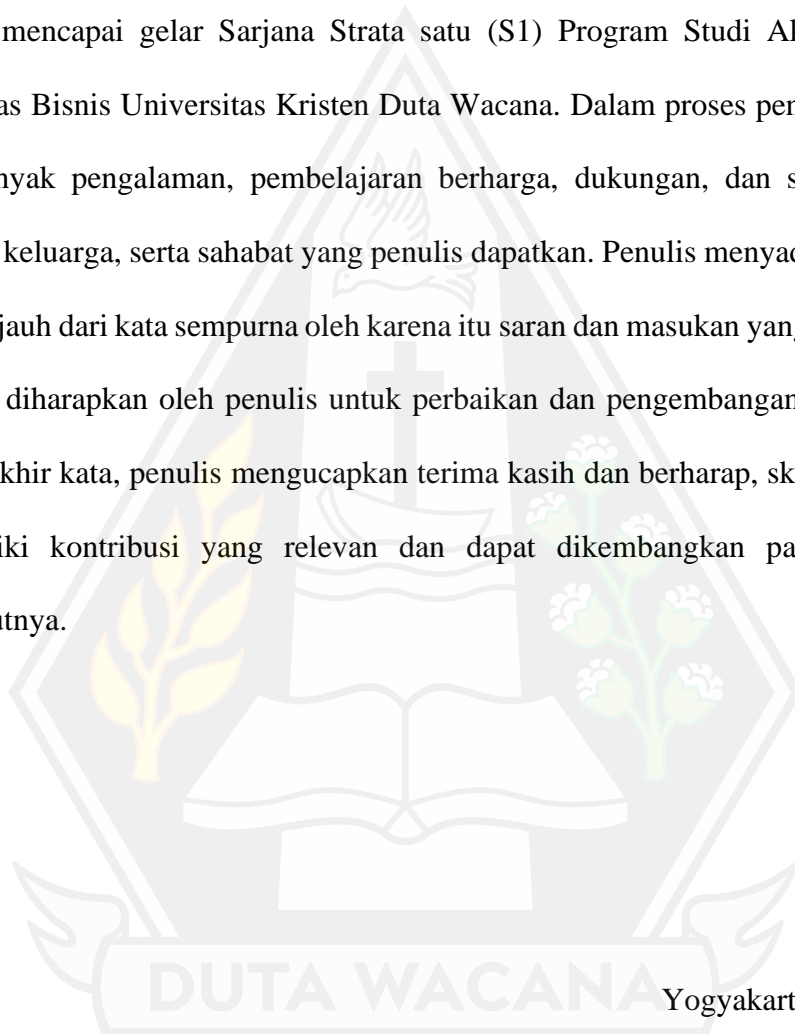 mencapai gelar Sarjana Strata satu (S1) Program Studi
as Bisnis Universitas Kristen Duta Wacana. Dalam proses pen
nyak pengalaman, pembelajaran berharga, dukungan, dan s
keluarga, serta sahabat yang penulis dapatkan. Penulis menyad
jauh dari kata sempurna oleh karena itu saran dan masukan yang
diharapkan oleh penulis untuk perbaikan dan pengembangan
khir kata, penulis mengucapkan terima kasih dan berharap, sk
iki kontribusi yang relevan dan dapat dikembangkan pa
utnya.
DUTA WACANA
Yogyakart